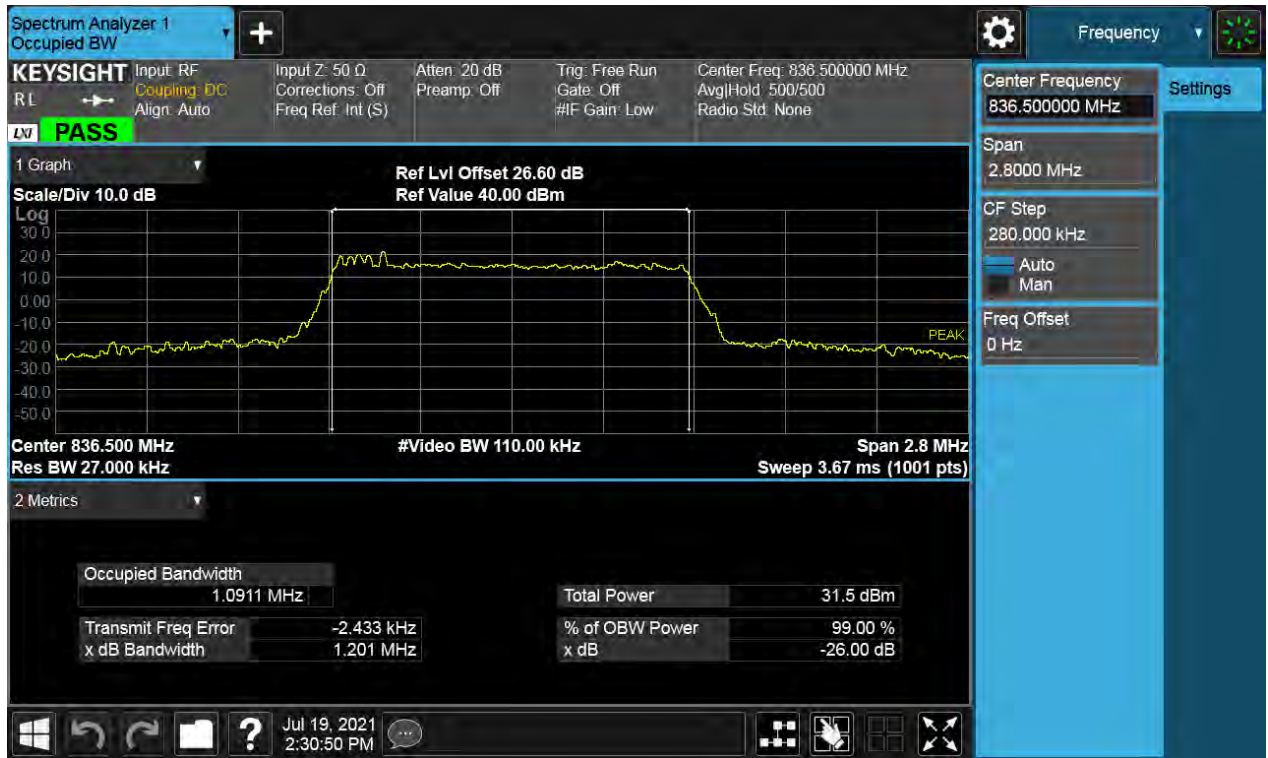 Spectrum Analyzer 1
Occupied BW
+
Frequency
KEYSIGHT
RL
LXI
PASS
Input: RF
Coupling: DC
Align: Auto
Input Z: 50 Ω
Corrections: Off
Freq Ref: Int (S)
Atten: 20 dB
Preamp: Off
Trig: Free Run
Gate: Off
#IF Gain: Low
Center Freq: 836.500000 MHz
Avg|Hold: 500/500
Radio Std: None
1 Graph
Scale/Div 10.0 dB
Ref Lvl Offset 26.60 dB
Ref Value 40.00 dBm
Log
30.0
20.0
10.0
0.00
-10.0
-20.0
-30.0
-40.0
-50.0
PEAK
Center 836.500 MHz
#Video BW 110.00 kHz
Span 2.8 MHz
Res BW 27.000 kHz
Sweep 3.67 ms (1001 pts)
2 Metrics
Occupied Bandwidth
1.0911 MHz
Total Power 31.5 dBm
Transmit Freq Error -2.433 kHz
% of OBW Power 99.00 %
x dB Bandwidth 1.201 MHz
x dB -26.00 dB
?
Jul 19, 2021
2:30:50 PM
Center Frequency
836.500000 MHz
Settings
Span
2.8000 MHz
CF Step
280.000 kHz
Auto
Man
Freq Offset
0 Hz